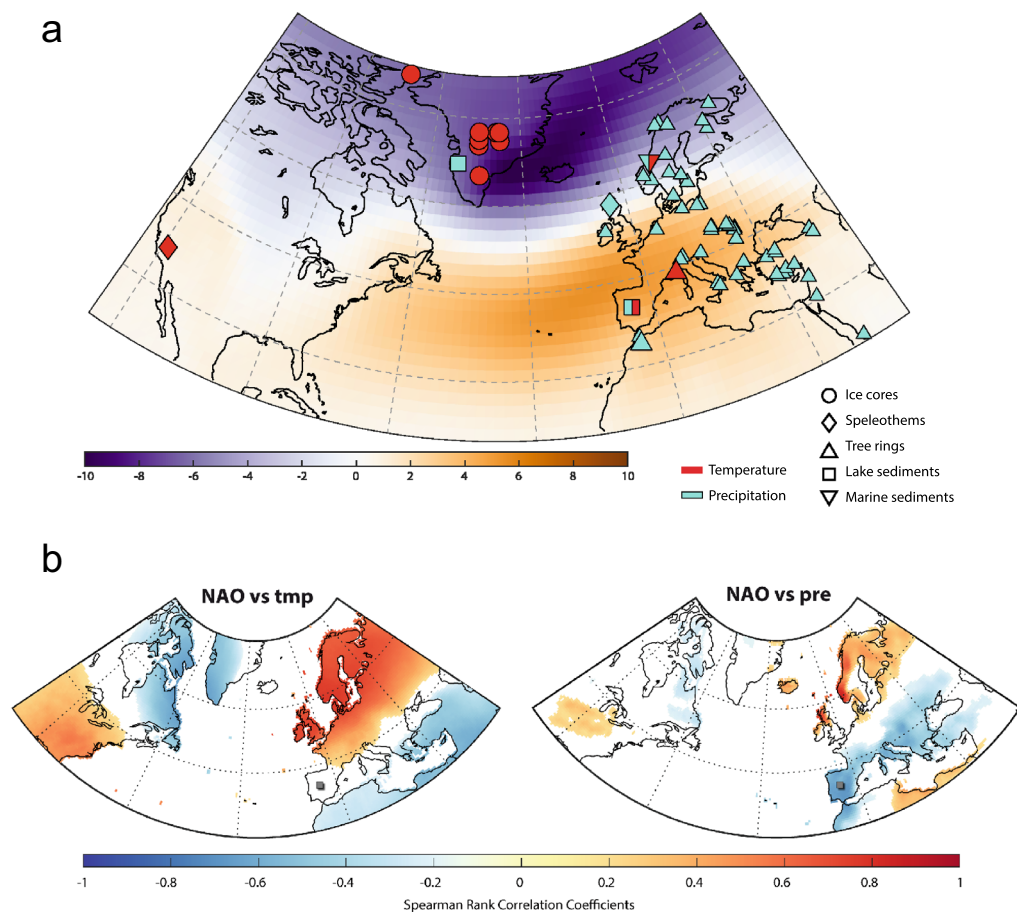 a
-10 -8 -6 -4 -2 0 2 4 6 8 10
Temperature
Precipitation
Ice cores
Speleothems
Tree rings
Lake sediments
Marine sediments
b
NAO vs tmp
NAO vs pre
-1 -0.8 -0.6 -0.4 -0.2 0 0.2 0.4 0.6 0.8 1
Spearman Rank Correlation Coefficients